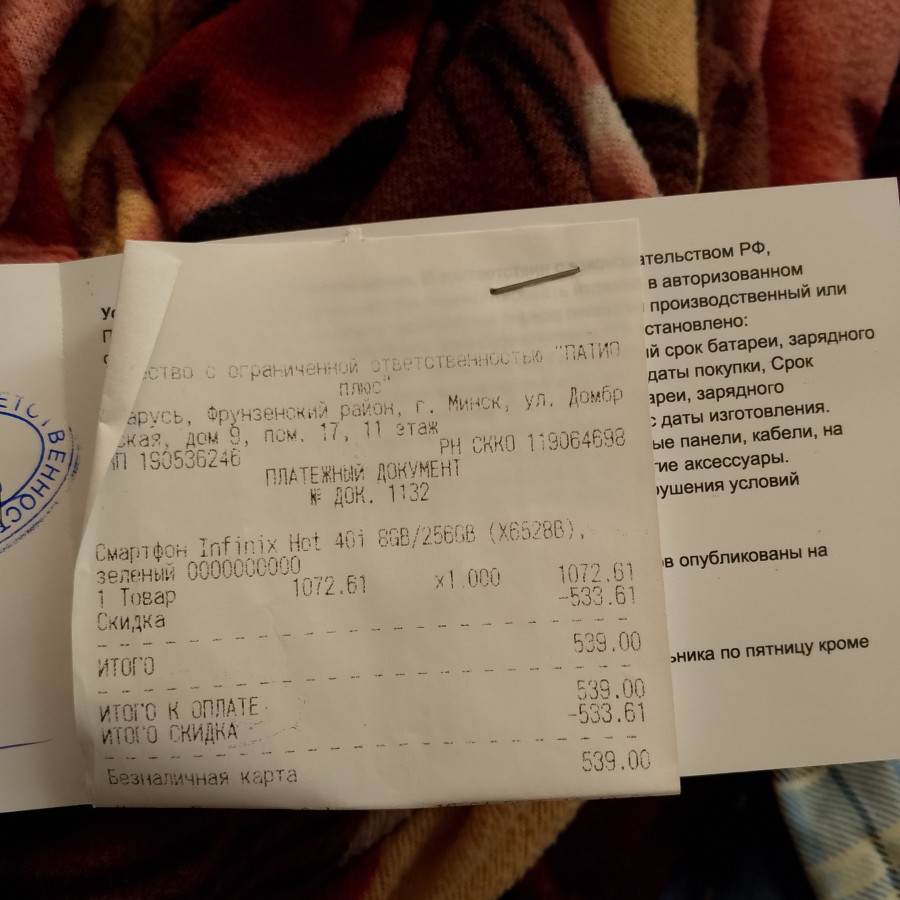 ство с ограниченной ответственностью "ПАТИО
ПЛЮС"
арусь, Фрунзенский район, г. Минск, ул. Домбр
ская, дом 9, пом. 17, 11 этаж
НП 190536246 РН СККО 119064698
ПЛАТЕЖНЫЙ ДОКУМЕНТ
№ ДОК. 1132
Смартфон Infinix Hot 40i 8GB/256GB (X6528B),
зеленый 0000000000
1 Товар 1072.61 x1.000 1072.61
Скидка -533.61
ИТОГО 539.00
ИТОГО К ОПЛАТЕ 539.00
ИТОГО СКИДКА -533.61
Безналичная карта 539.00
ательством РФ,
в авторизованном
производственный или
становлено:
й срок батареи, зарядного
даты покупки, Срок
ареи, зарядного
с даты изготовления.
ые панели, кабели, на
гие аксессуары.
рушения условий
ов опубликованы на
ьника по пятницу кроме
ЕТСТВЕННОСТ